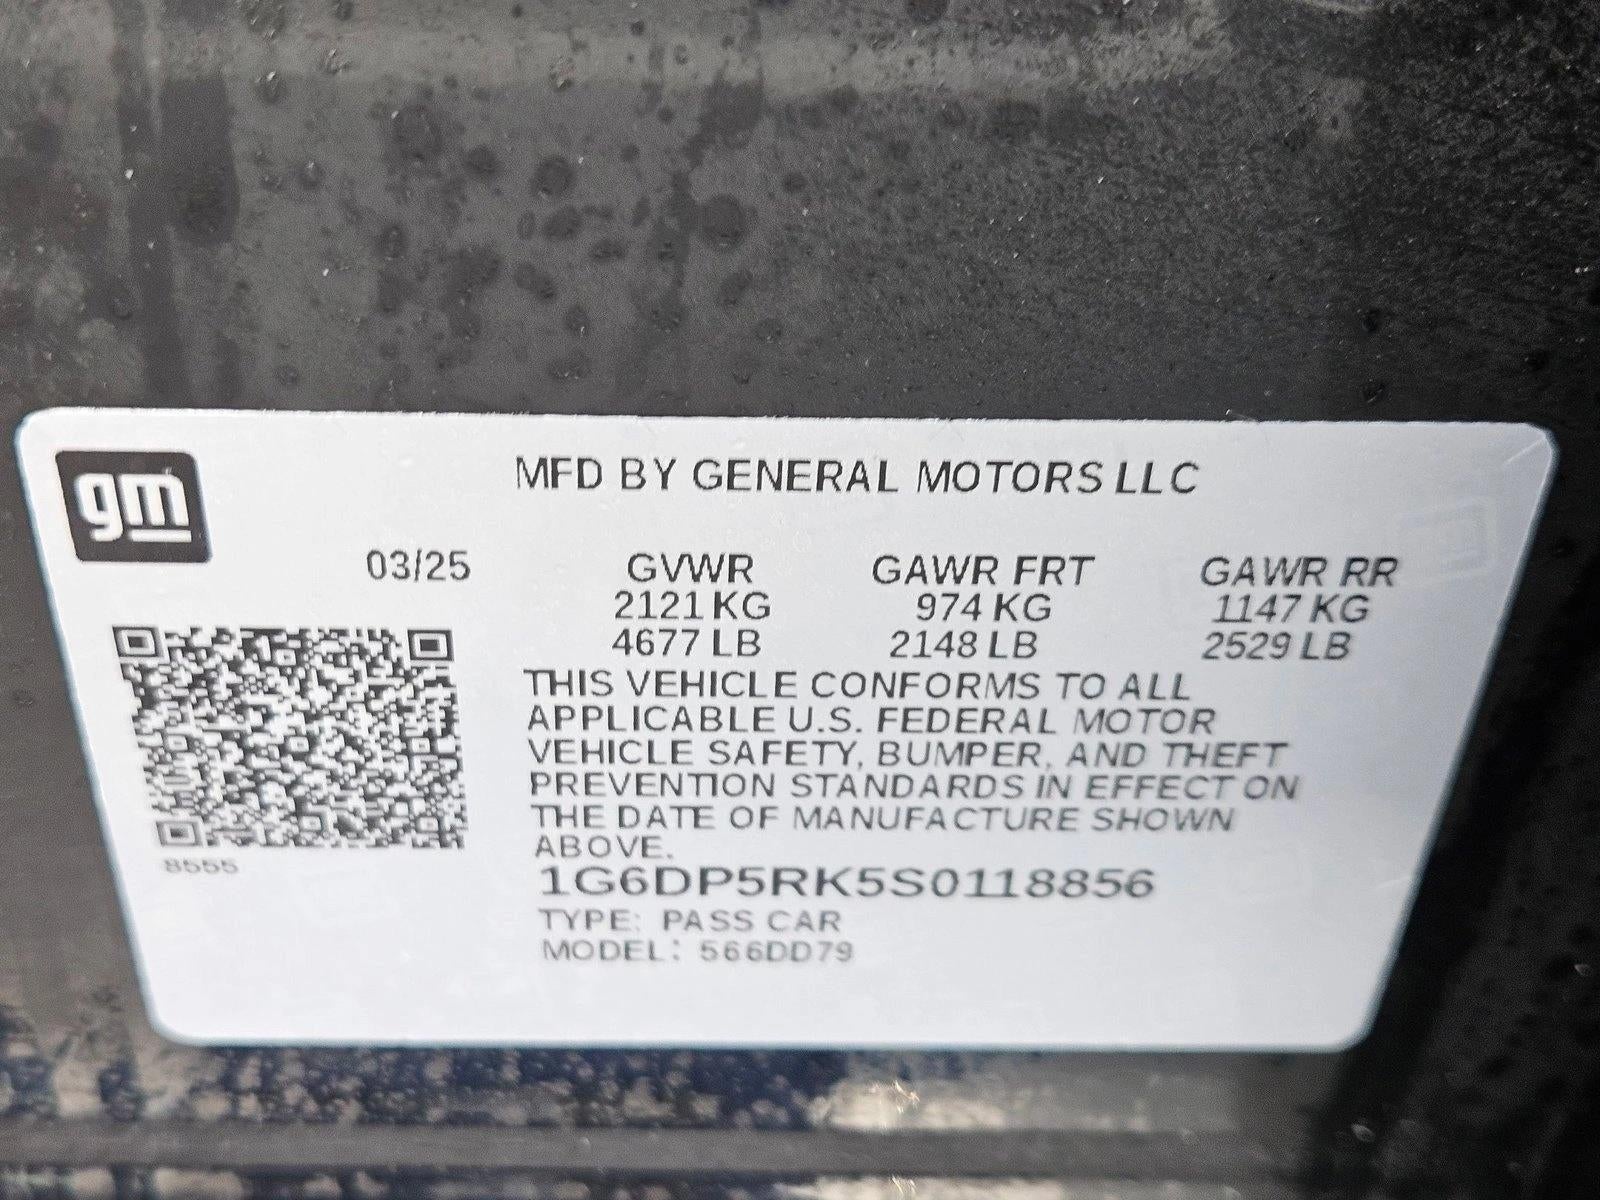 gm
MFD BY GENERAL MOTORS LLC
03/25 GVWR GAWR FRT GAWR RR
2121 KG 974 KG 1147 KG
4677 LB 2148 LB 2529 LB
THIS VEHICLE CONFORMS TO ALL
APPLICABLE U.S. FEDERAL MOTOR
VEHICLE SAFETY, BUMPER, AND THEFT
PREVENTION STANDARDS IN EFFECT ON
THE DATE OF MANUFACTURE SHOWN
ABOVE.
8555
1G6DP5RK5S0118856
TYPE: PASS CAR
MODEL: 566DD79